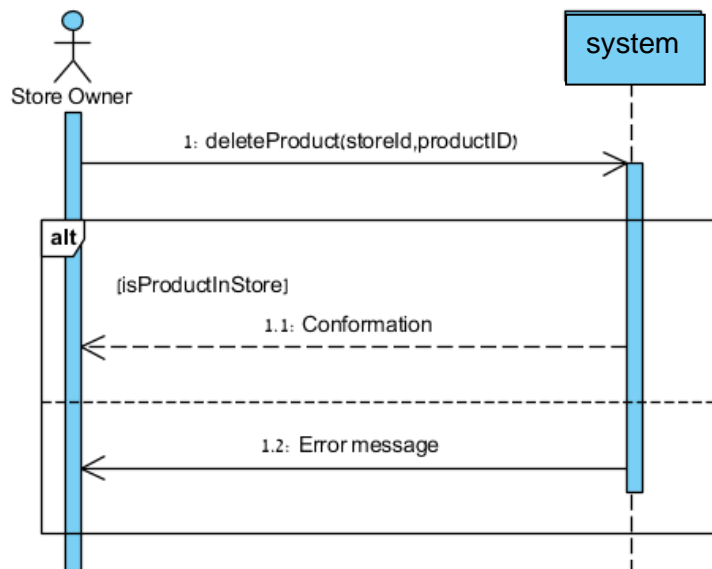 system
Store Owner
1: deleteProduct(storeId,productID)
alt
[isProductInStore]
1.1: Conformation
1.2: Error message